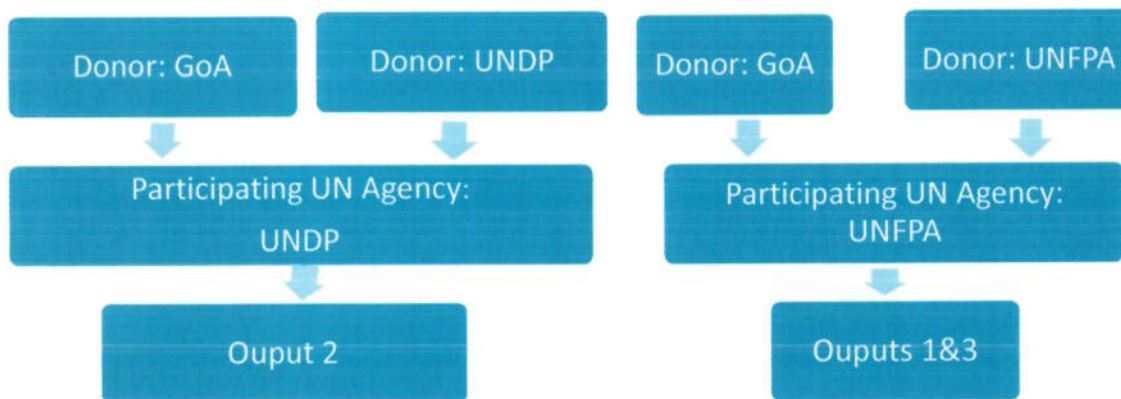 Donor: GoA
Donor: UNDP
Donor: GoA
Donor: UNFPA
Participating UN Agency:
UNDP
Participating UN Agency:
UNFPA
Ouput 2
Ouputs 1&3